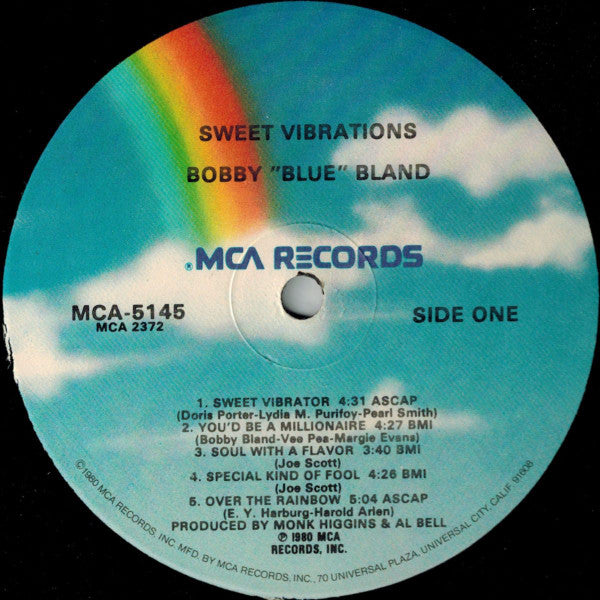 SWEET VIBRATIONS
BOBBY "BLUE" BLAND
®MCA RECORDS
MCA-5145
MCA 2372
SIDE ONE
1. SWEET VIBRATOR 4:31 ASCAP
(Doris Porter-Lydia M. Purifoy-Pearl Smith)
2. YOU'D BE A MILLIONAIRE 4:27 BMI
(Bobby Bland-Vee Pea-Margie Evans)
3. SOUL WITH A FLAVOR 3:40 BMI
(Joe Scott)
4. SPECIAL KIND OF FOOL 4:26 BMI
(Joe Scott)
5. OVER THE RAINBOW 5:04 ASCAP
(E. Y. Harburg-Harold Arlen)
PRODUCED BY MONK HIGGINS & AL BELL
℗ 1980 MCA
RECORDS, INC.
©1980 MCA RECORDS, INC. MFD. BY MCA RECORDS, INC., 70 UNIVERSAL PLAZA, UNIVERSAL CITY, CALIF. 91608